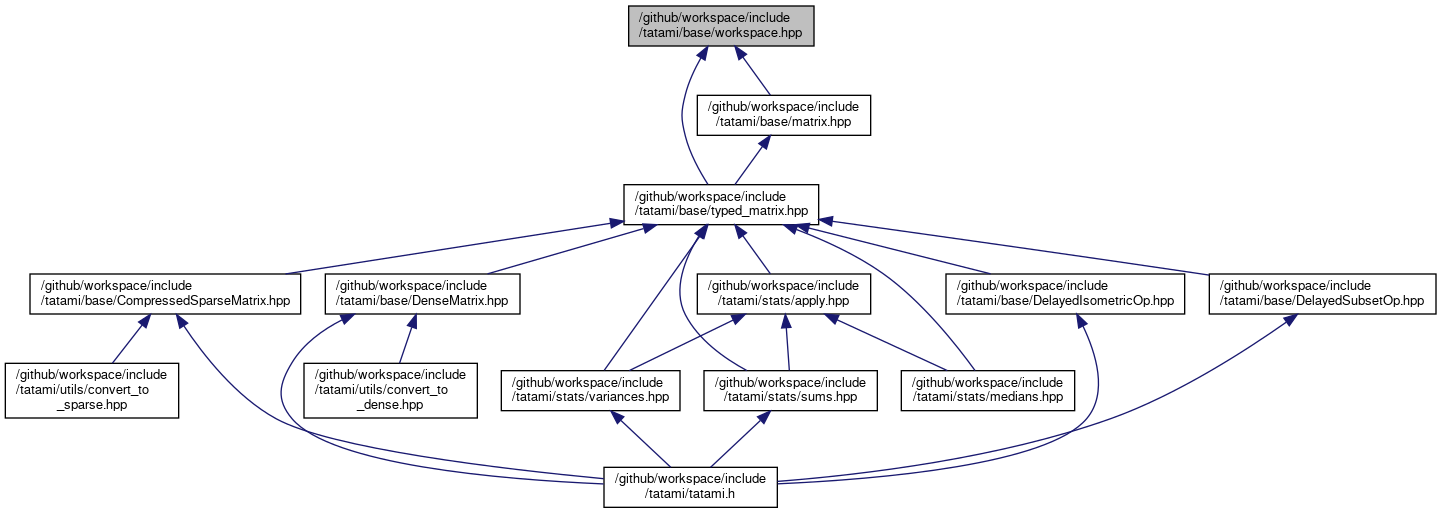 /github/workspace/include
/tatami/base/workspace.hpp
/github/workspace/include
/tatami/base/matrix.hpp
/github/workspace/include
/tatami/base/typed_matrix.hpp
/github/workspace/include
/tatami/base/CompressedSparseMatrix.hpp
/github/workspace/include
/tatami/base/DenseMatrix.hpp
/github/workspace/include
/tatami/stats/apply.hpp
/github/workspace/include
/tatami/base/DelayedIsometricOp.hpp
/github/workspace/include
/tatami/base/DelayedSubsetOp.hpp
/github/workspace/include
/tatami/utils/convert_to
_sparse.hpp
/github/workspace/include
/tatami/utils/convert_to
_dense.hpp
/github/workspace/include
/tatami/stats/variances.hpp
/github/workspace/include
/tatami/stats/sums.hpp
/github/workspace/include
/tatami/stats/medians.hpp
/github/workspace/include
/tatami/tatami.h